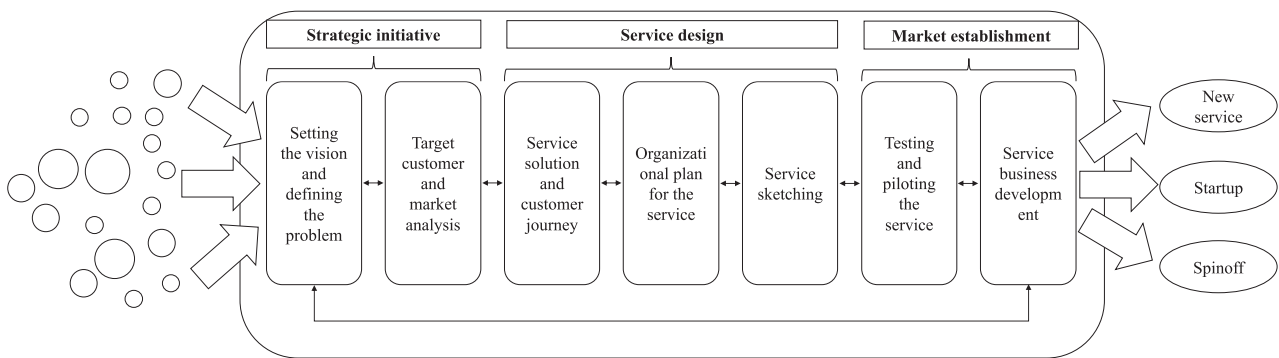 Strategic initiative
Service design
Market establishment
Setting
the vision
and
defining
the
problem
Target
customer
and
market
analysis
Service
solution
and
customer
journey
Organizati
onal plan
for the
service
Service
sketching
Testing
and
piloting
the
service
Service
business
developm
ent
New
service
Startup
Spinoff